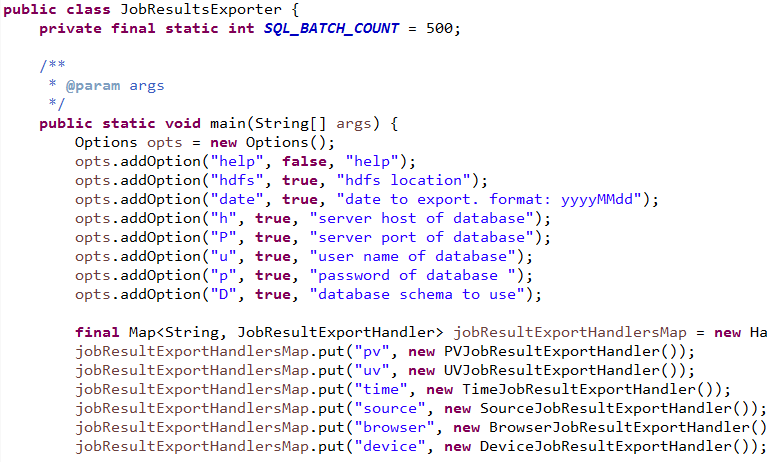 public class JobResultsExporter {
    private final static int SQL_BATCH_COUNT = 500;

    /**
     * @param args
     */
    public static void main(String[] args) {
        Options opts = new Options();
        opts.addOption("help", false, "help");
        opts.addOption("hdfs", true, "hdfs location");
        opts.addOption("date", true, "date to export. format: yyyyMMdd");
        opts.addOption("h", true, "server host of database");
        opts.addOption("P", true, "server port of database");
        opts.addOption("u", true, "user name of database");
        opts.addOption("p", true, "password of database ");
        opts.addOption("D", true, "database schema to use");

        final Map<String, JobResultExportHandler> jobResultExportHandlersMap = new Ha
        jobResultExportHandlersMap.put("pv", new PVJobResultExportHandler());
        jobResultExportHandlersMap.put("uv", new UVJobResultExportHandler());
        jobResultExportHandlersMap.put("time", new TimeJobResultExportHandler());
        jobResultExportHandlersMap.put("source", new SourceJobResultExportHandler());
        jobResultExportHandlersMap.put("browser", new BrowserJobResultExportHandler()
        jobResultExportHandlersMap.put("device", new DeviceJobResultExportHandler());